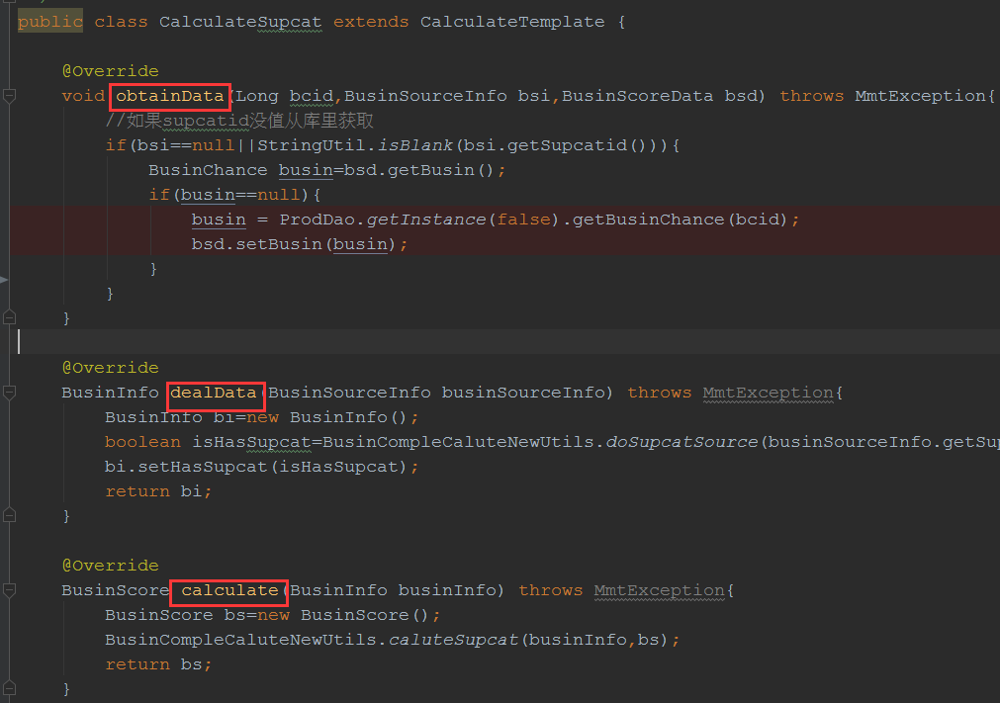 public class CalculateSupcat extends CalculateTemplate {
@Override
void obtainData(Long bcid,BusinSourceInfo bsi,BusinScoreData bsd) throws MmtException{
//如果supcatid没值从库里获取
if(bsi==null||StringUtil.isBlank(bsi.getSupcatid())){
BusinChance busin=bsd.getBusin();
if(busin==null){
busin = ProdDao.getInstance(false).getBusinChance(bcid);
bsd.setBusin(busin);
}
}
}
@Override
BusinInfo dealData(BusinSourceInfo businSourceInfo) throws MmtException{
BusinInfo bi=new BusinInfo();
boolean isHasSupcat=BusinCompleCaluteNewUtils.doSupcatSource(businSourceInfo.getSup
bi.setHasSupcat(isHasSupcat);
return bi;
}
@Override
BusinScore calculate(BusinInfo businInfo) throws MmtException{
BusinScore bs=new BusinScore();
BusinCompleCaluteNewUtils.caluteSupcat(businInfo,bs);
return bs;
}